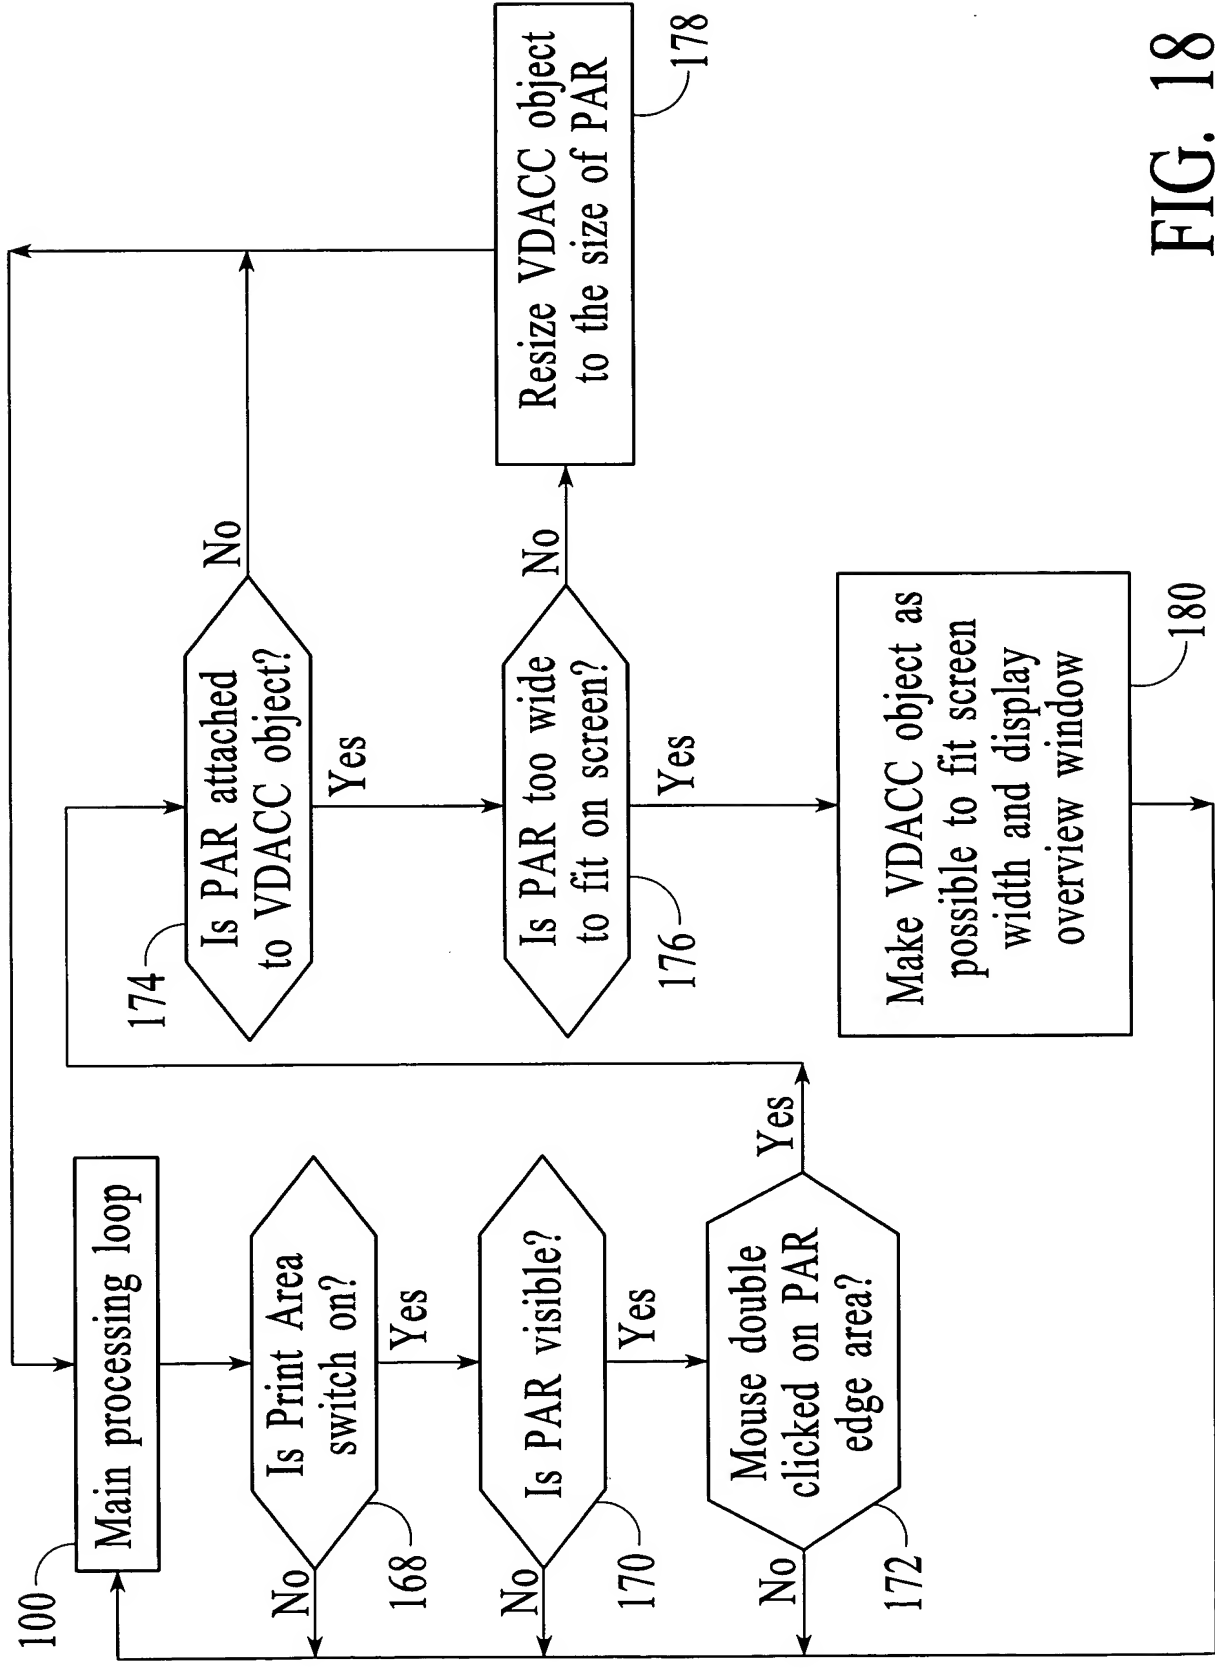 100
Main processing loop
Is Print Area
switch on?
168
No
Yes
Is PAR visible?
170
No
Yes
Mouse double
clicked on PAR
edge area?
172
No
Yes
174
Is PAR attached
to VDACC object?
No
Yes
Is PAR too wide
to fit on screen?
176
No
Yes
Resize VDACC object
to the size of PAR
178
Make VDACC object as
possible to fit screen
width and display
overview window
180
FIG. 18